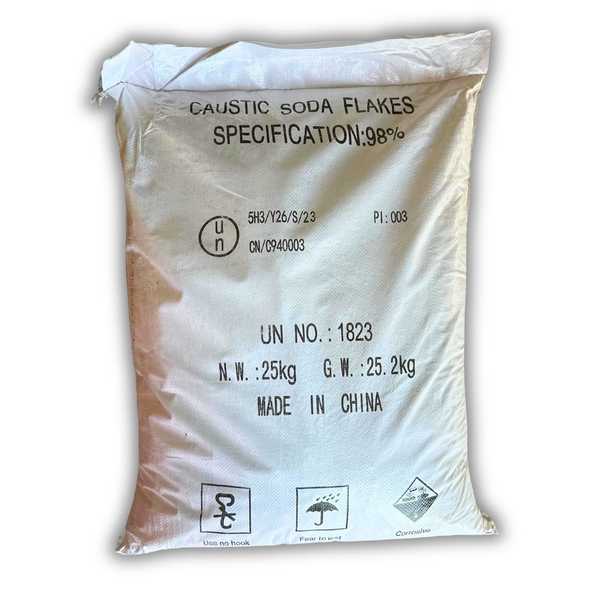 CAUSTIC SODA FLAKES
SPECIFICATION:98%
un
5H3/Y26/S/23 PI:003
CN/C940003
UN NO.:1823
N.W.:25kg G.W.:25.2kg
MADE IN CHINA
Use no hook
Fear to wet
Corrosive